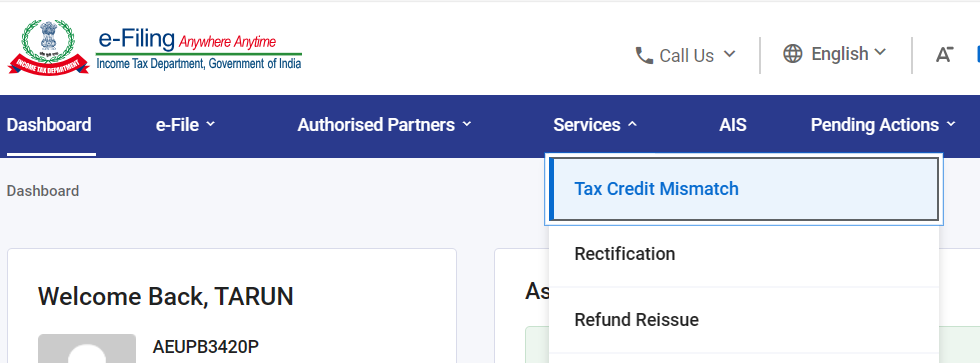 e-Filing Anywhere Anytime
Income Tax Department, Government of India
INCOME TAX DEPARTMENT
Call Us
English
A
Dashboard e-File Authorised Partners Services AIS Pending Actions
Dashboard
Tax Credit Mismatch
Rectification
Refund Reissue
Welcome Back, TARUN
As
AEUPB3420P